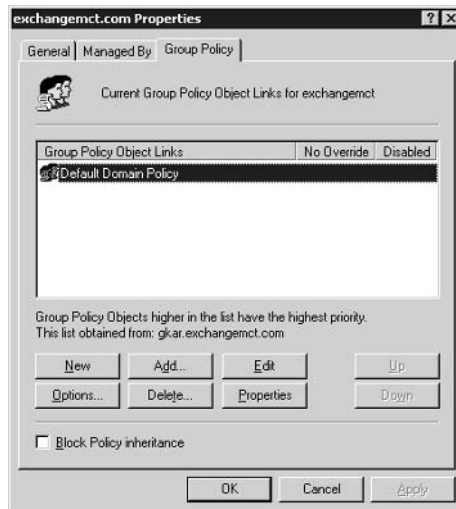 exchangemct.com Properties
General Managed By Group Policy
Current Group Policy Object Links for exchangemct
Group Policy Object Links No Override Disabled
Default Domain Policy
Group Policy Objects higher in the list have the highest priority.
This list obtained from: gkar.exchangemct.com
New Add... Edit Up
Options... Delete... Properties Down
Block Policy inheritance
OK Cancel Apply